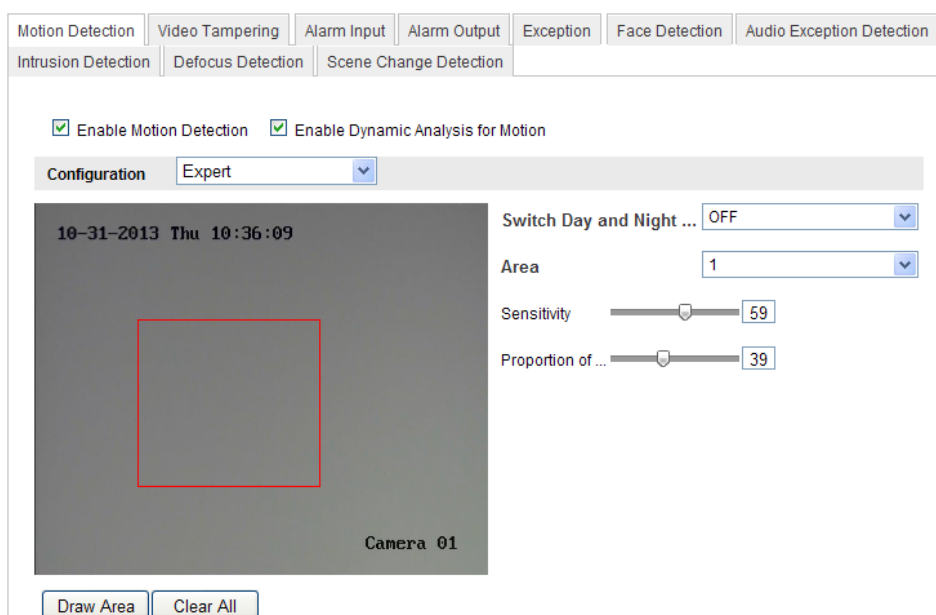 Motion Detection Video Tampering Alarm Input Alarm Output Exception Face Detection Audio Exception Detection
Intrusion Detection Defocus Detection Scene Change Detection
Enable Motion Detection Enable Dynamic Analysis for Motion
Configuration Expert
10-31-2013 Thu 10:36:09
Camera 01
Switch Day and Night ... OFF
Area 1
Sensitivity 59
Proportion of ... 39
Draw Area Clear All